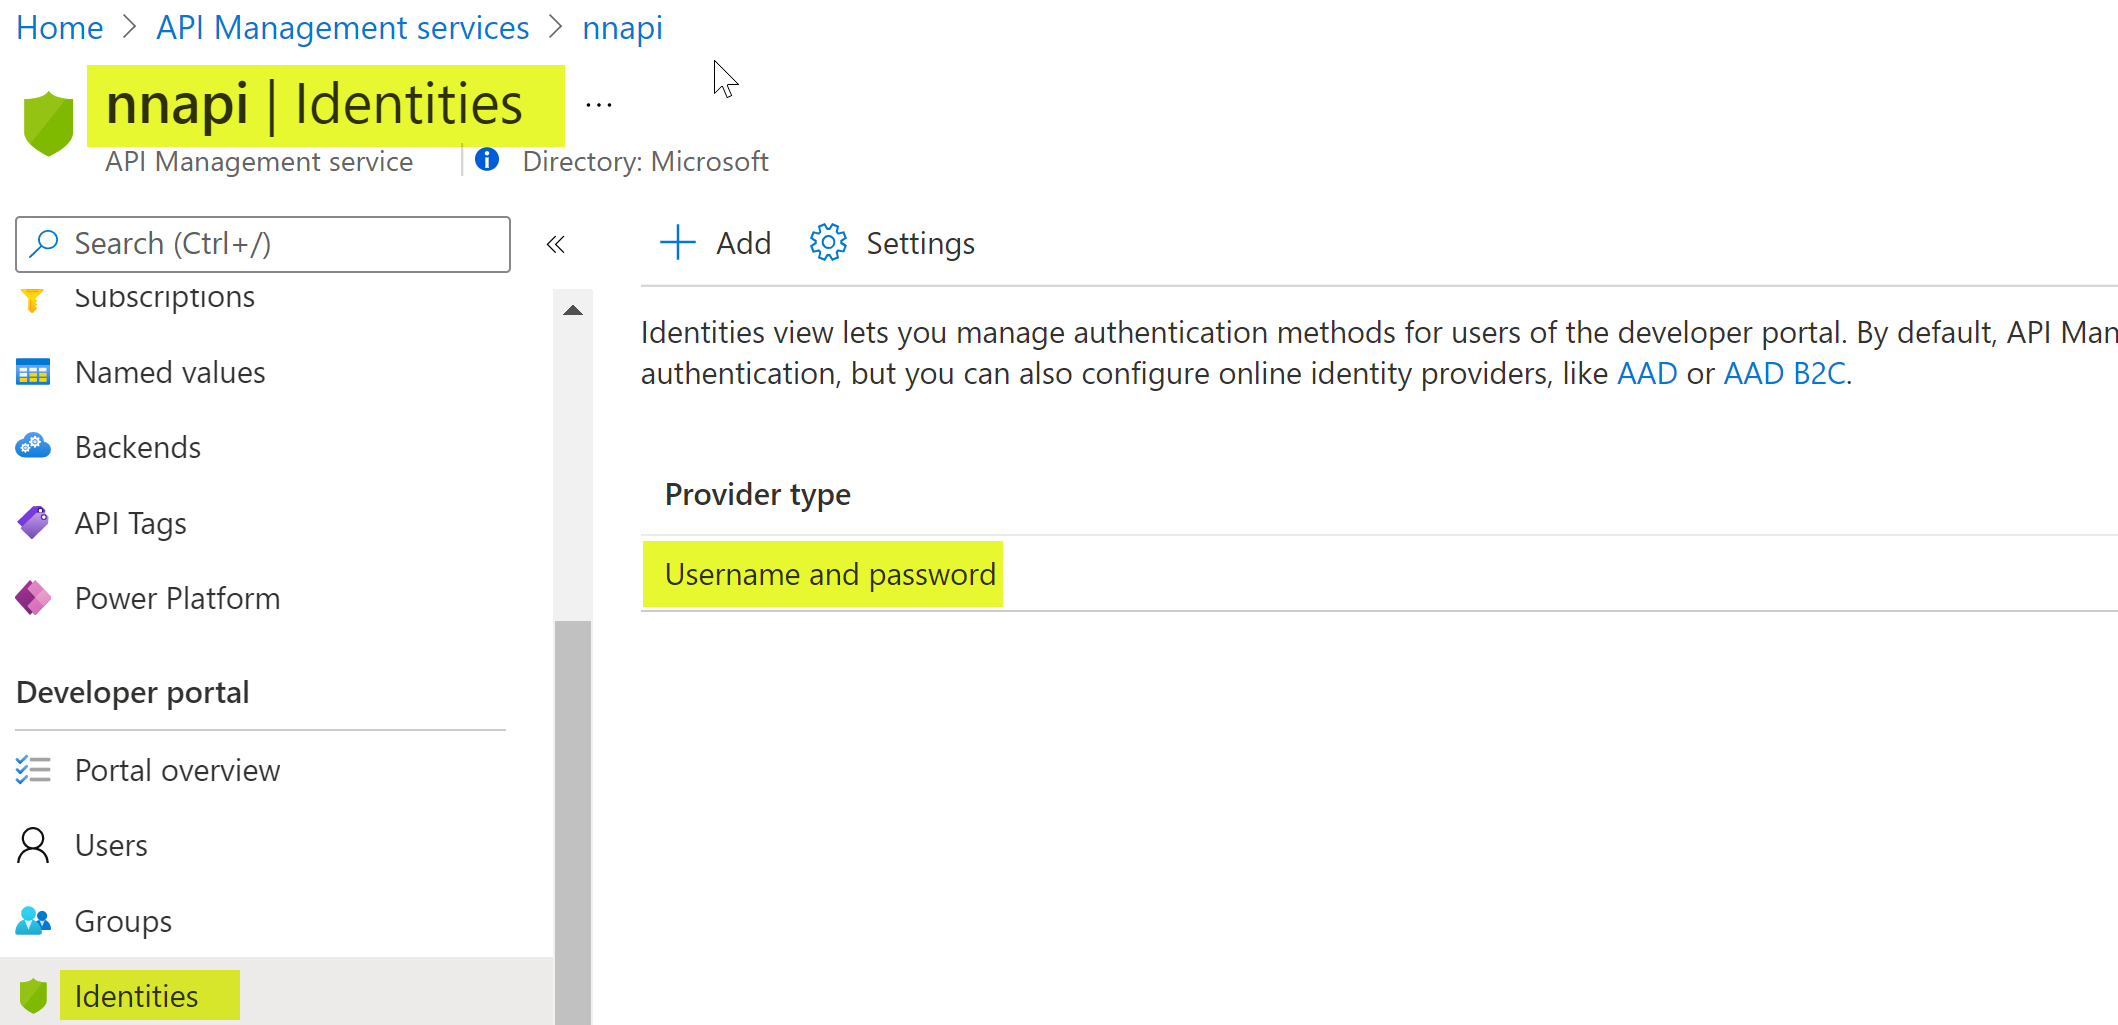 Home > API Management services > nnapi
nnapi | Identities ...
API Management service
Directory: Microsoft
Search (Ctrl+/)
«
Subscriptions
Named values
Backends
API Tags
Power Platform
Developer portal
Portal overview
Users
Groups
Identities
Add
Settings
Identities view lets you manage authentication methods for users of the developer portal. By default, API Man
authentication, but you can also configure online identity providers, like AAD or AAD B2C.
Provider type
Username and password